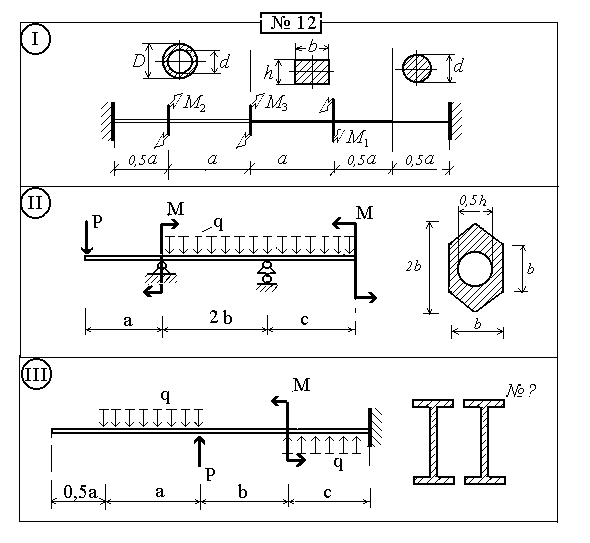 № 12
I
D d b h d
M₂ M₃ M₁
0,5a a a 0,5a 0,5a
II
P M q M
0,5h
2b b
b
a 2b c
III
q M
P q
№ ?
0,5a a b c